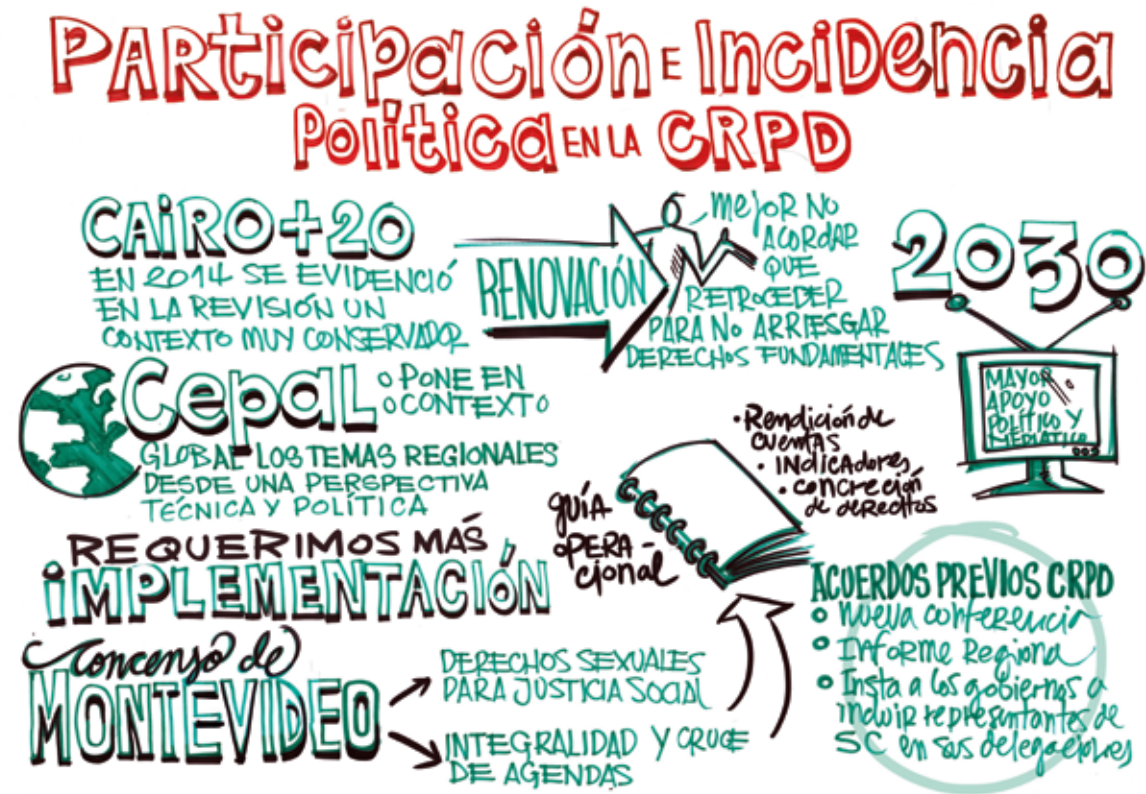 PARticipación E InciDencia
Política EN LA CRPD
CAiRO+20
EN 2014 SE EVIDENCIÓ
EN LA REVISIÓN UN
CONTEXTO MUY CONSERVADOR
RENOVACIÓN
MEJOR NO
ACORDAR
QUE
RETROCEDER
PARA NO ARRIESGAR
DERECHOS FUNDAMENTALES
2030
MAYOR
APOYO
POLÍTICO Y
MEDIATICO
Cepal
PONE EN
CONTEXTO
GLOBAL LOS TEMAS REGIONALES
DESDE UNA PERSPECTIVA
TÉCNICA Y POLÍTICA
REQUERIMOS MÁS
iMPLEMENTACIÓN
guía
OPERA-
cional
• Rendición de
cuentas
• INdicAdores
• concreción
de deRechos
Concenso de
MONTEVIDEO
DERECHOS SEXUALES
PARA JUSTICIA SOCIAL
INTEGRALIDAD Y CRUCE
DE AGENDAS
ACUERDOS PREVIOS CRPD
Nueva conferencia
Informe Regional
Insta a los gobiernos a
incluir representantes de
SC en sus delegaciones